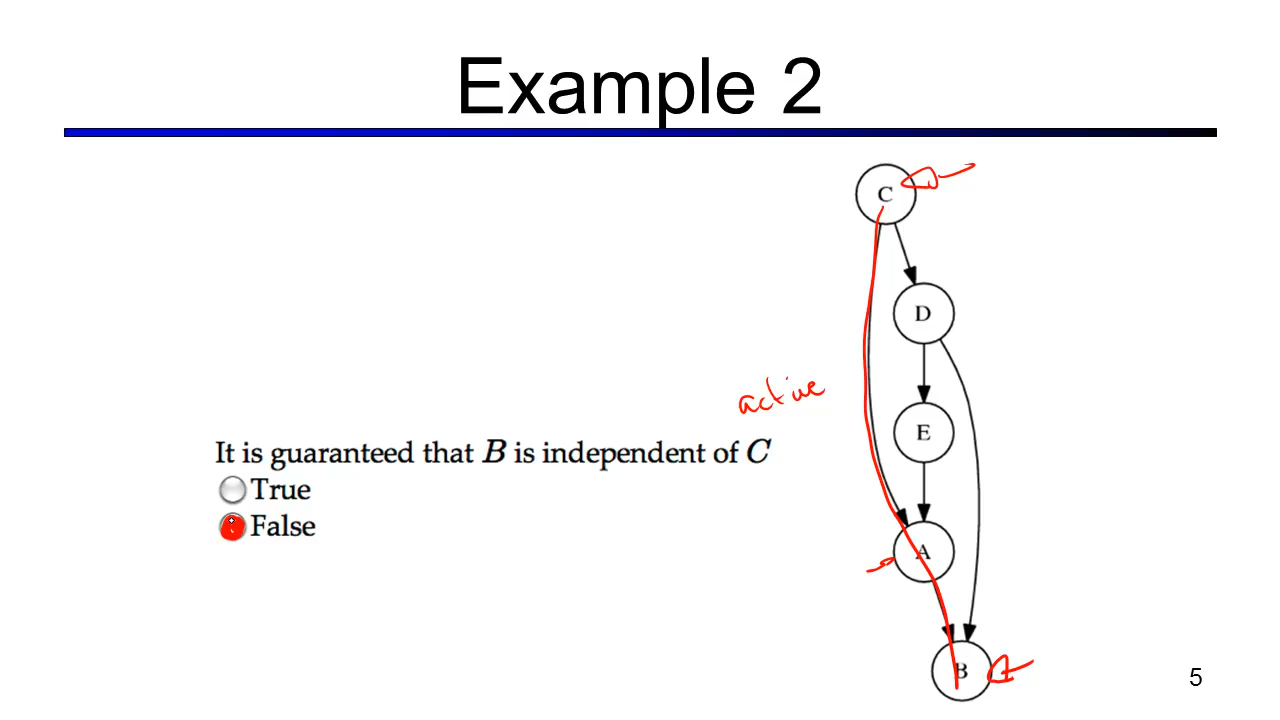 Example 2
C
D
active
E
It is guaranteed that B is independent of C
True
False
A
B
5